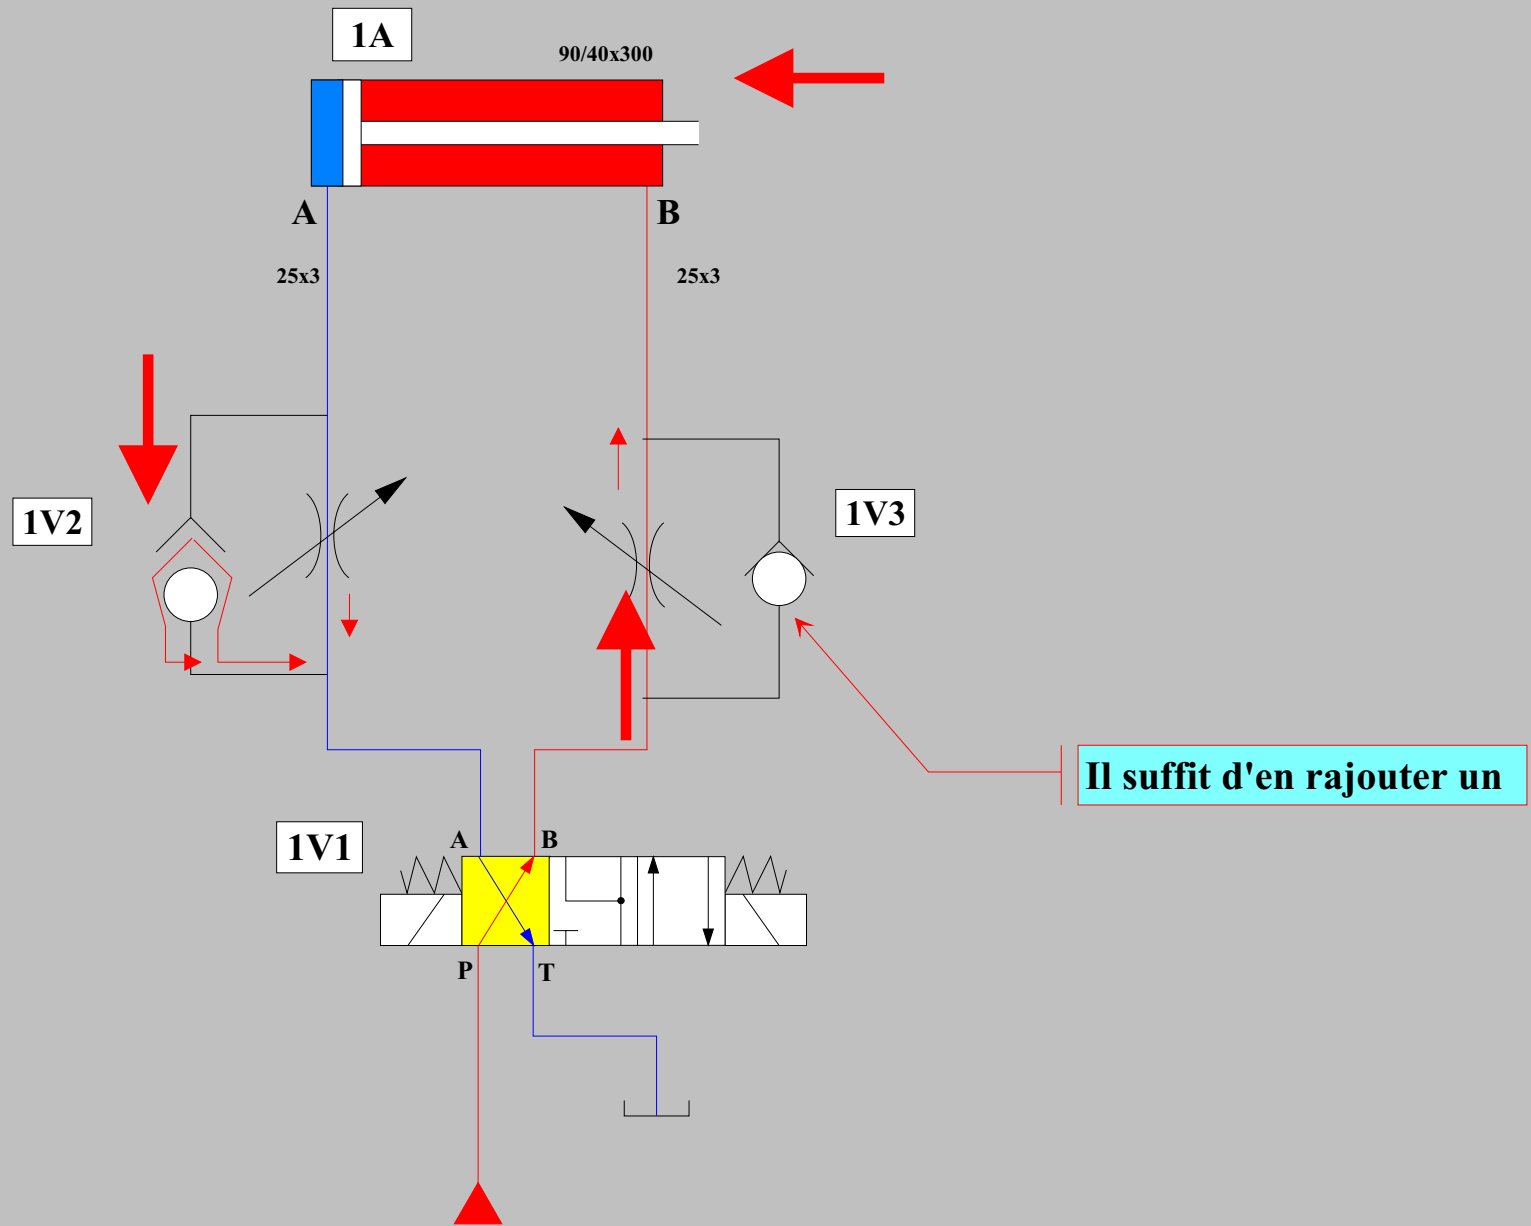 1A
90/40x300
A
B
25x3
25x3
1V2
1V3
Il suffit d'en rajouter un
1V1
A
B
P
T